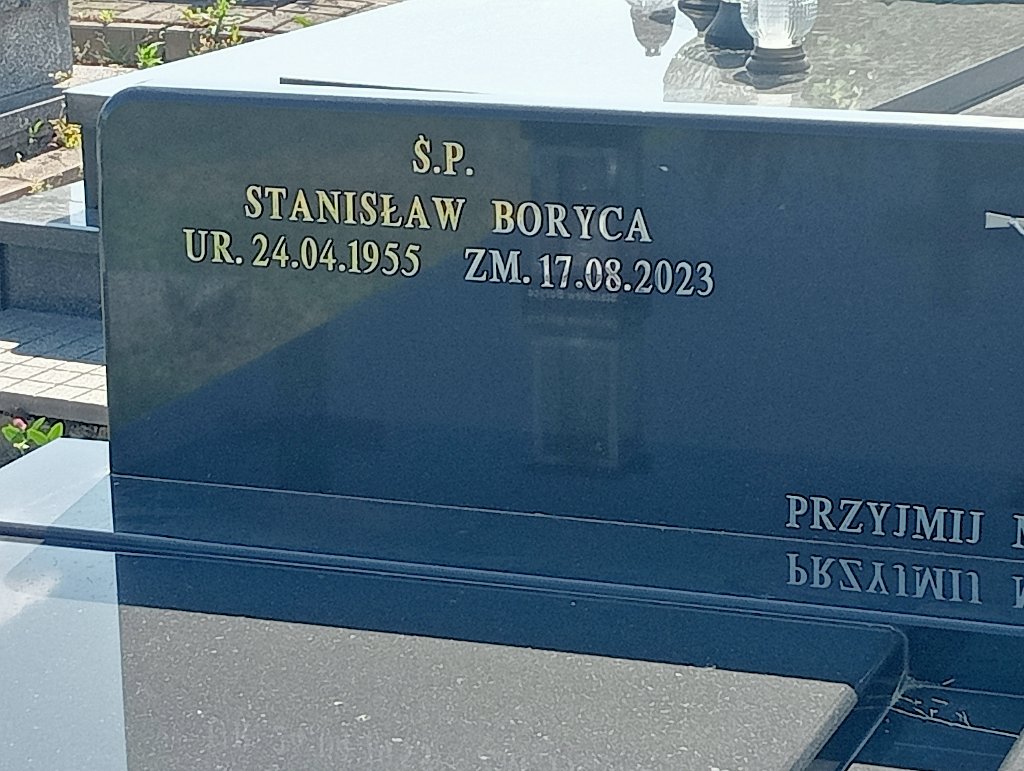 Ś.P.
STANISŁAW BORYCA
UR. 24.04.1955 ZM. 17.08.2023
PRZYJMIJ